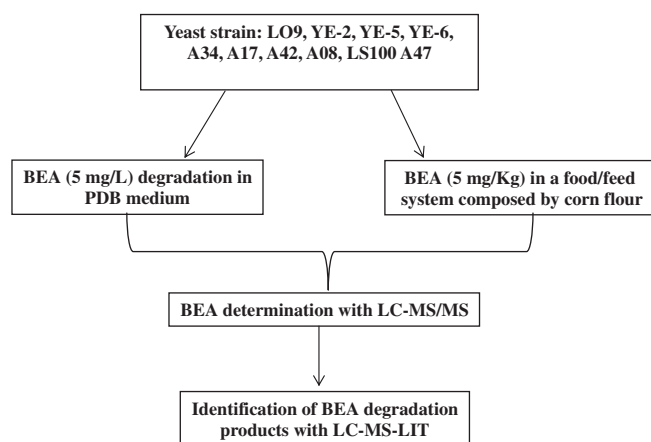 Yeast strain: LO9, YE-2, YE-5, YE-6,
A34, A17, A42, A08, LS100 A47
BEA (5 mg/L) degradation in
PDB medium
BEA (5 mg/Kg) in a food/feed
system composed by corn flour
BEA determination with LC-MS/MS
Identification of BEA degradation
products with LC-MS-LIT